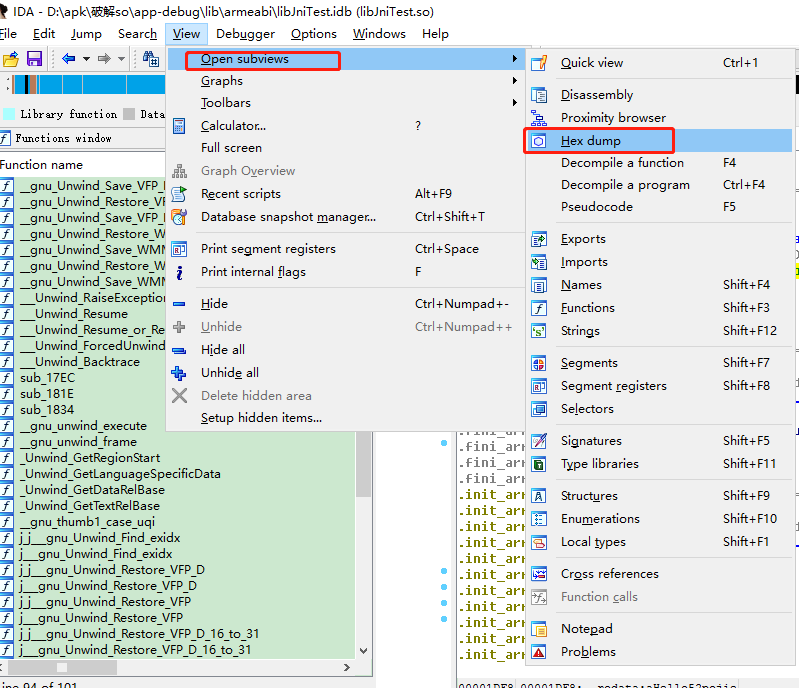 IDA - D:\apk\破解so\app-debug\lib\armeabi\libJniTest.idb (libJniTest.so)
File Edit Jump Search View Debugger Options Windows Help
Library function Data
Functions window
Function name
__gnu_Unwind_Save_VFP_
__gnu_Unwind_Restore_VF
__gnu_Unwind_Save_VFP_
__gnu_Unwind_Restore_W
__gnu_Unwind_Save_WMM
__gnu_Unwind_Restore_W
__gnu_Unwind_Save_WMM
__Unwind_RaiseException
__Unwind_Resume
__Unwind_Resume_or_Re
__Unwind_ForcedUnwind
__Unwind_Backtrace
sub_17EC
sub_181E
sub_1834
__gnu_unwind_execute
__gnu_unwind_frame
_Unwind_GetRegionStart
_Unwind_GetLanguageSpecificData
_Unwind_GetDataRelBase
_Unwind_GetTextRelBase
__gnu_thumb1_case_uqi
j_j___gnu_Unwind_Find_exidx
j___gnu_Unwind_Find_exidx
j_j___gnu_Unwind_Restore_VFP_D
j___gnu_Unwind_Restore_VFP_D
j_j___gnu_Unwind_Restore_VFP
j___gnu_Unwind_Restore_VFP
j_j___gnu_Unwind_Restore_VFP_D_16_to_31
j___gnu_Unwind_Restore_VFP_D_16_to_31
Line 94 of 101
Open subviews
Graphs
Toolbars
Calculator... ?
Full screen
Graph Overview
Recent scripts Alt+F9
Database snapshot manager... Ctrl+Shift+T
Print segment registers Ctrl+Space
Print internal flags F
Hide Ctrl+Numpad+-
Unhide Ctrl+Numpad++
Hide all
Unhide all
Delete hidden area
Setup hidden items...
Quick view Ctrl+1
Disassembly
Proximity browser
Hex dump
Decompile a function F4
Decompile a program Ctrl+F4
Pseudocode F5
Exports
Imports
Names Shift+F4
Functions Shift+F3
Strings Shift+F12
Segments Shift+F7
Segment registers Shift+F8
Selectors
Signatures Shift+F5
Type libraries Shift+F11
Structures Shift+F9
Enumerations Shift+F10
Local types Shift+F1
Cross references
Function calls
Notepad
Problems
.fini_arr
.fini_arr
.fini_arr
.fini_arr
.init_arr
.init_arr
.init_arr
.init_arr
.init_arr
.init_arr
.init_arr
.init_arr
.init_arr
.init_arr
.init_arr
00001DF8 00001DF8: .rodata:aHello52pojie